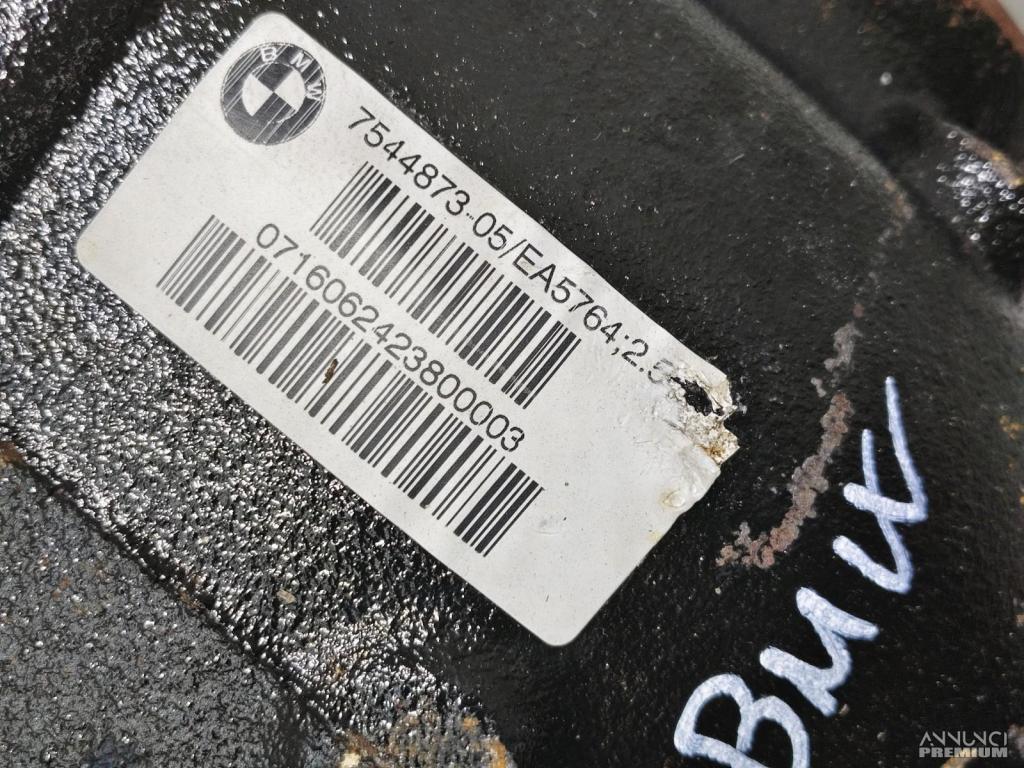 BMW
7544873-05/EA5764;2.5
0716062423800003
ANNUNCI
PREMIUM